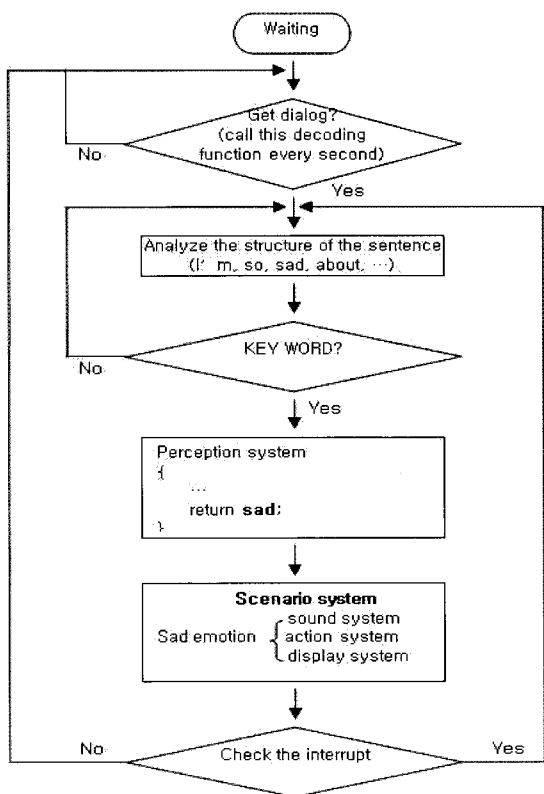 Waiting
Get dialog?
(call this decoding
function every second)
No
Yes
Analyze the structure of the sentence
(I' m, so, sad, about, ⋯)
KEY WORD?
No
Yes
Perception system
{
...
return sad;
}
Scenario system
Sad emotion { sound system
action system
display system
No
Check the interrupt
Yes